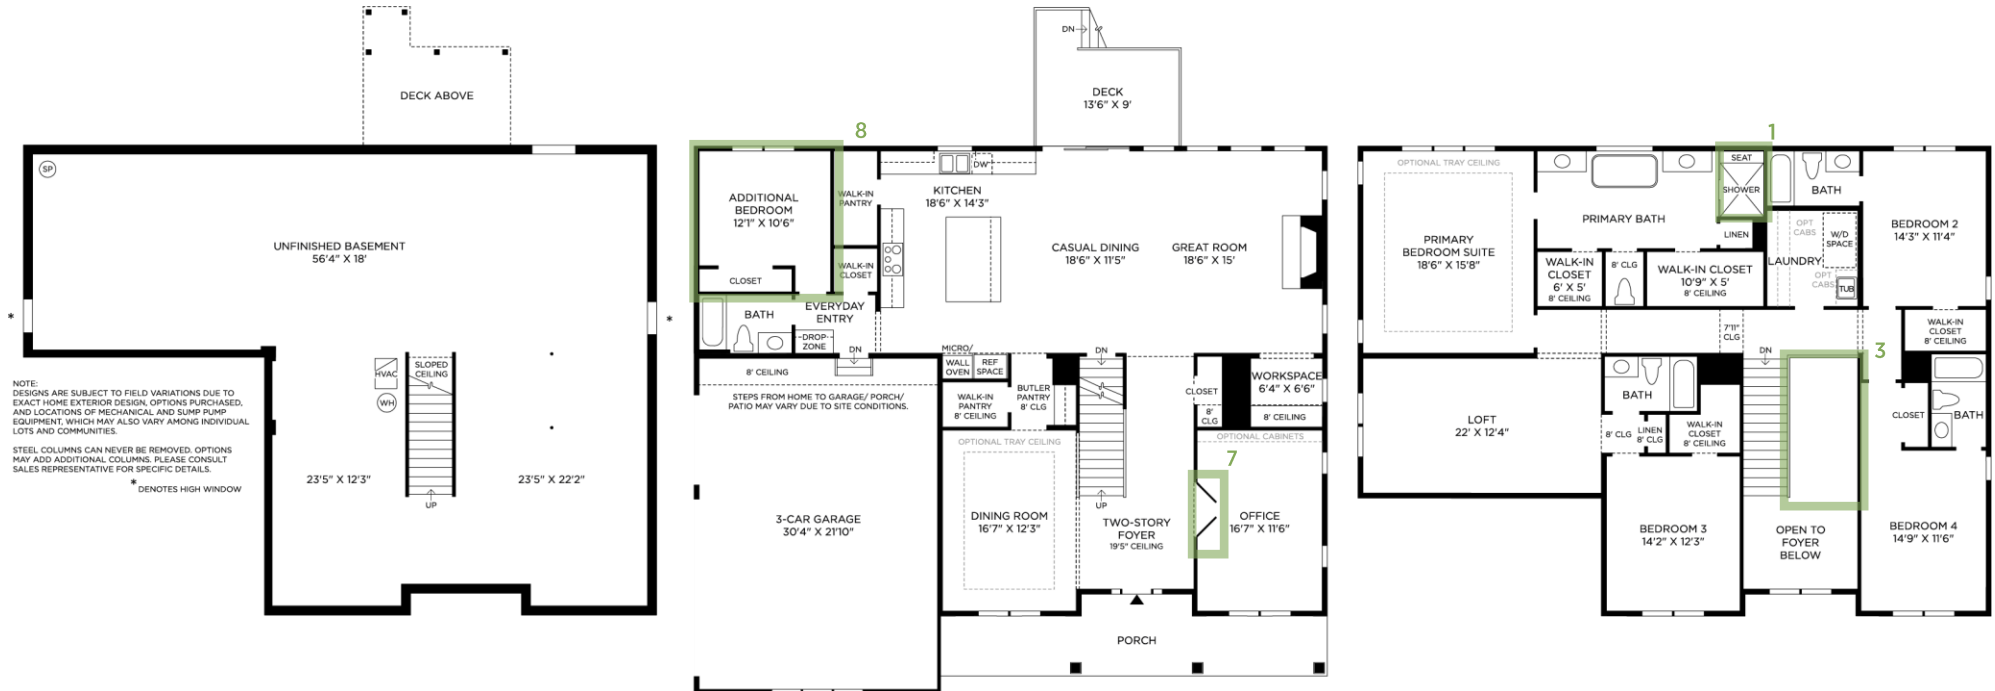 DECK ABOVE
SP
UNFINISHED BASEMENT
56'4" X 18'
*
*
HVAC
WH
SLOPED
CEILING
NOTE:
DESIGNS ARE SUBJECT TO FIELD VARIATIONS DUE TO
EXACT HOME EXTERIOR DESIGN, OPTIONS PURCHASED,
AND LOCATIONS OF MECHANICAL AND SUMP PUMP
EQUIPMENT, WHICH MAY ALSO VARY AMONG INDIVIDUAL
LOTS AND COMMUNITIES.
STEEL COLUMNS CAN NEVER BE REMOVED. OPTIONS
MAY ADD ADDITIONAL COLUMNS. PLEASE CONSULT
SALES REPRESENTATIVE FOR SPECIFIC DETAILS.
* DENOTES HIGH WINDOW
23'5" X 12'3"
23'5" X 22'2"
UP
DN
DECK
13'6" X 9'
8
ADDITIONAL
BEDROOM
12'1" X 10'6"
CLOSET
WALK-IN
PANTRY
WALK-IN
CLOSET
KITCHEN
18'6" X 14'3"
DW
CASUAL DINING
18'6" X 11'5"
GREAT ROOM
18'6" X 15'
BATH
EVERYDAY
ENTRY
DROP
ZONE
DN
8' CEILING
STEPS FROM HOME TO GARAGE/ PORCH/
PATIO MAY VARY DUE TO SITE CONDITIONS.
3-CAR GARAGE
30'4" X 21'10"
MICRO/
WALL
OVEN
REF
SPACE
WALK-IN
PANTRY
8' CEILING
BUTLER
PANTRY
8' CLG
DN
CLOSET
8'
CLG
WORKSPACE
6'4" X 6'6"
8' CEILING
OPTIONAL TRAY CEILING
DINING ROOM
16'7" X 12'3"
UP
TWO-STORY
FOYER
19'5" CEILING
7
OPTIONAL CABINETS
OFFICE
16'7" X 11'6"
PORCH
1
OPTIONAL TRAY CEILING
PRIMARY
BEDROOM SUITE
18'6" X 15'8"
PRIMARY BATH
SEAT
SHOWER
LINEN
BATH
BEDROOM 2
14'3" X 11'4"
OPT
CABS
W/D
SPACE
LAUNDRY
OPT
CABS
TUB
WALK-IN
CLOSET
6' X 5'
8' CEILING
8' CLG
WALK-IN CLOSET
10'9" X 5'
8' CEILING
7'11"
CLG
WALK-IN
CLOSET
8' CEILING
DN
3
LOFT
22' X 12'4"
BATH
8' CLG
LINEN
8' CLG
WALK-IN
CLOSET
8' CEILING
CLOSET
BATH
BEDROOM 3
14'2" X 12'3"
OPEN TO
FOYER
BELOW
BEDROOM 4
14'9" X 11'6"